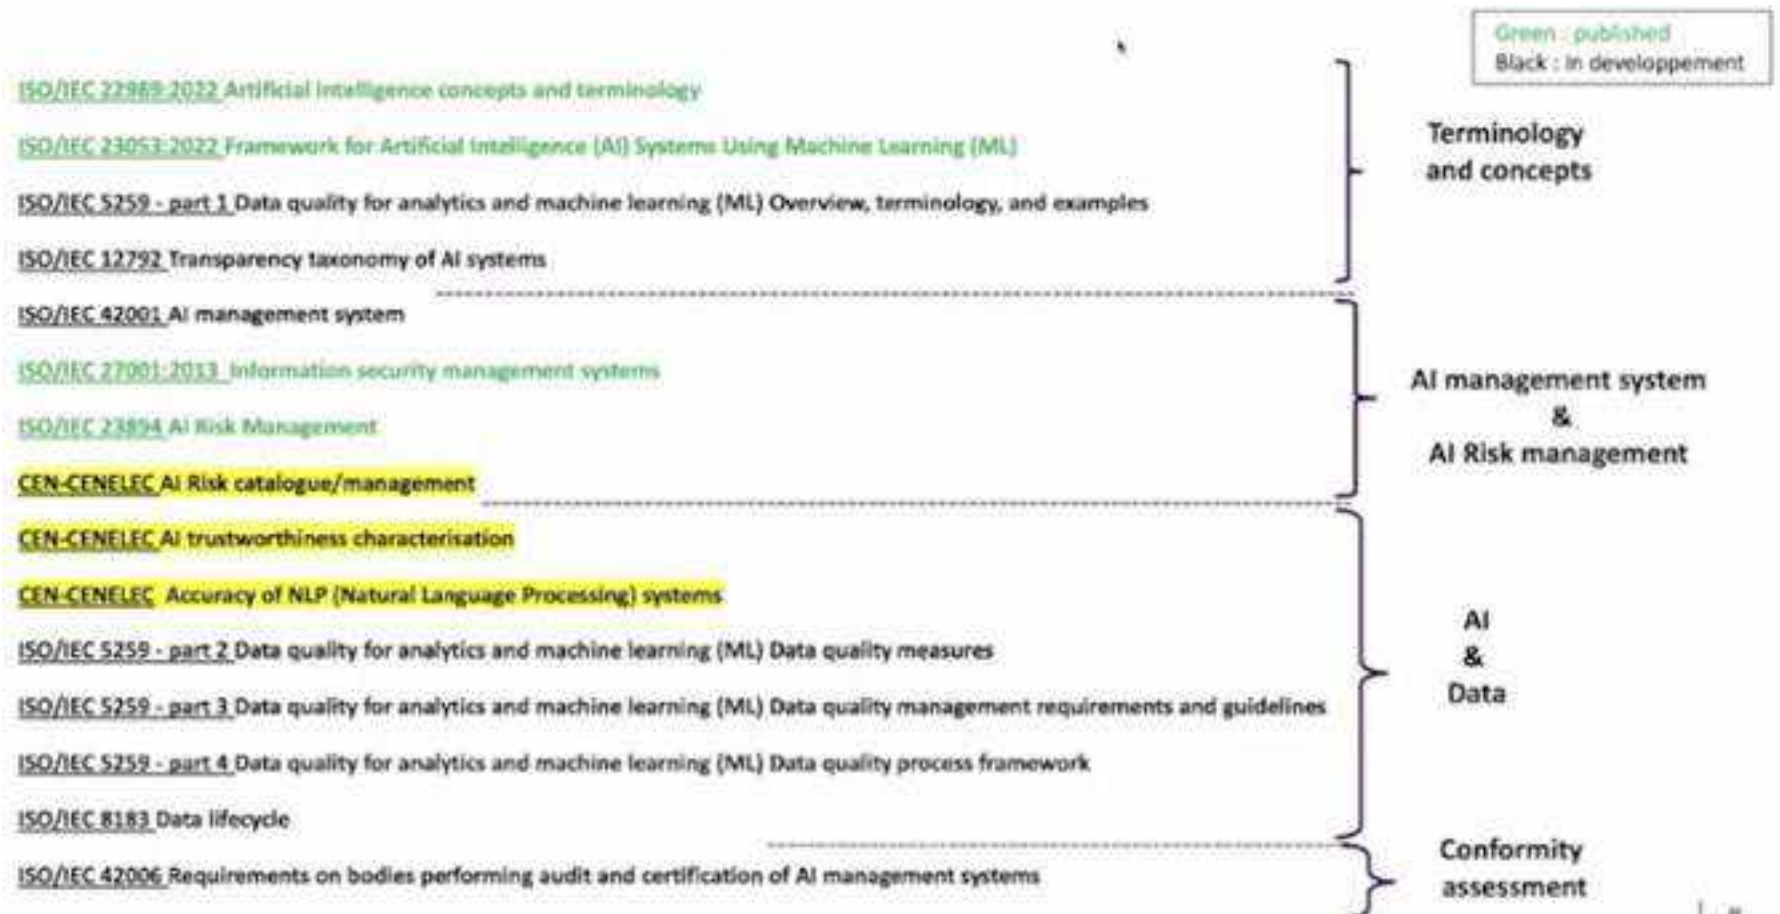 Green : published
Black : In developpement
ISO/IEC 22989:2022 Artificial intelligence concepts and terminology
ISO/IEC 23053:2022 Framework for Artificial Intelligence (AI) Systems Using Machine Learning (ML)
ISO/IEC 5259 - part 1 Data quality for analytics and machine learning (ML) Overview, terminology, and examples
ISO/IEC 12792 Transparency taxonomy of AI systems
Terminology
and concepts
ISO/IEC 42001 AI management system
ISO/IEC 27001:2013 Information security management systems
ISO/IEC 23894 AI Risk Management
CEN-CENELEC AI Risk catalogue/management
AI management system
&
AI Risk management
CEN-CENELEC AI trustworthiness characterisation
CEN-CENELEC Accuracy of NLP (Natural Language Processing) systems
ISO/IEC 5259 - part 2 Data quality for analytics and machine learning (ML) Data quality measures
ISO/IEC 5259 - part 3 Data quality for analytics and machine learning (ML) Data quality management requirements and guidelines
ISO/IEC 5259 - part 4 Data quality for analytics and machine learning (ML) Data quality process framework
ISO/IEC 8183 Data lifecycle
AI
&
Data
ISO/IEC 42006 Requirements on bodies performing audit and certification of AI management systems
Conformity
assessment